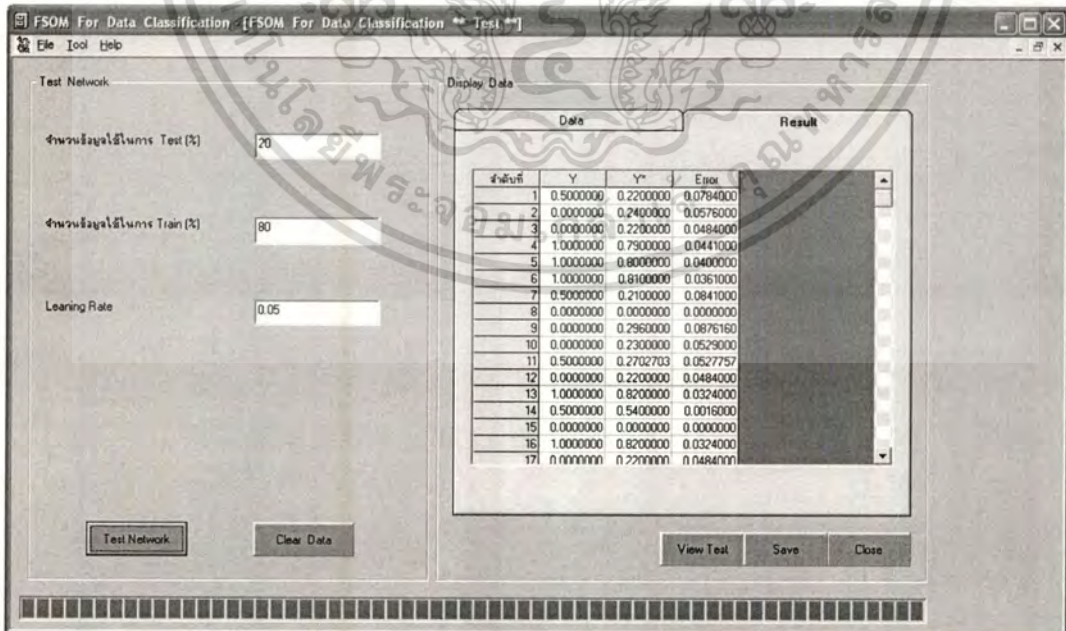 FSOM For Data Classification - [FSOM For Data Classification ** Test **]
File Tool Help
Test Network
จำนวนข้อมูลใช้ในการ Test (%)
20
จำนวนข้อมูลใช้ในการ Train (%)
80
Leaning Rate
0.05
Test Network
Clear Data
Display Data
Data
Result
ลำดับที่ Y Y* Error
1 0.5000000 0.2200000 0.0784000
2 0.0000000 0.2400000 0.0576000
3 0.0000000 0.2200000 0.0484000
4 1.0000000 0.7900000 0.0441000
5 1.0000000 0.8000000 0.0400000
6 1.0000000 0.8100000 0.0361000
7 0.5000000 0.2100000 0.0841000
8 0.0000000 0.0000000 0.0000000
9 0.0000000 0.2960000 0.0876160
10 0.0000000 0.2300000 0.0529000
11 0.5000000 0.2702703 0.0527757
12 0.0000000 0.2200000 0.0484000
13 1.0000000 0.8200000 0.0324000
14 0.5000000 0.5400000 0.0016000
15 0.0000000 0.0000000 0.0000000
16 1.0000000 0.8200000 0.0324000
17 0.0000000 0.2200000 0.0484000
View Test
Save
Close